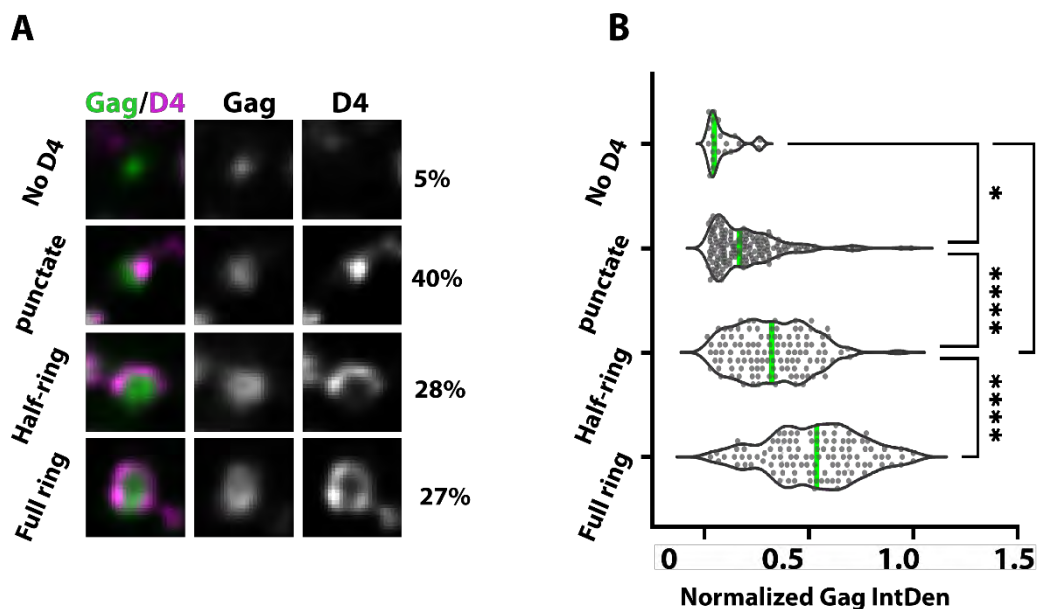 A
Gag/D4 Gag D4
No D4 5%
punctate 40%
Half-ring 28%
Full ring 27%
B
No D4
*
punctate
****
Half-ring
****
Full ring
0 0.5 1.0 1.5
Normalized Gag IntDen